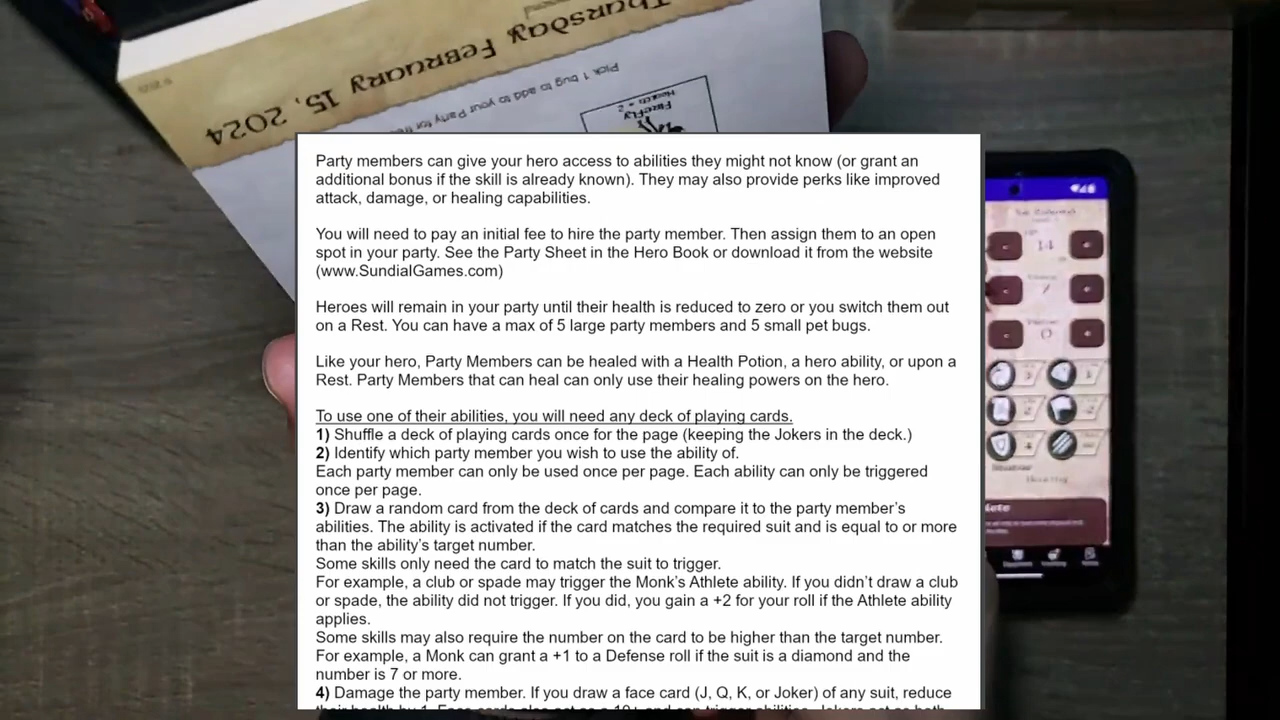 Thursday February 15, 2024
Pick 1 bug to add to your Party for free
Firefly
Health = 2
Party members can give your hero access to abilities they might not know (or grant an
additional bonus if the skill is already known). They may also provide perks like improved
attack, damage, or healing capabilities.
You will need to pay an initial fee to hire the party member. Then assign them to an open
spot in your party. See the Party Sheet in the Hero Book or download it from the website
(www.SundialGames.com)
Heroes will remain in your party until their health is reduced to zero or you switch them out
on a Rest. You can have a max of 5 large party members and 5 small pet bugs.
Like your hero, Party Members can be healed with a Health Potion, a hero ability, or upon a
Rest. Party Members that can heal can only use their healing powers on the hero.
To use one of their abilities, you will need any deck of playing cards.
1) Shuffle a deck of playing cards once for the page (keeping the Jokers in the deck.)
2) Identify which party member you wish to use the ability of.
Each party member can only be used once per page. Each ability can only be triggered
once per page.
3) Draw a random card from the deck of cards and compare it to the party member's
abilities. The ability is activated if the card matches the required suit and is equal to or more
than the ability's target number.
Some skills only need the card to match the suit to trigger.
For example, a club or spade may trigger the Monk's Athlete ability. If you didn't draw a club
or spade, the ability did not trigger. If you did, you gain a +2 for your roll if the Athlete ability
applies.
Some skills may also require the number on the card to be higher than the target number.
For example, a Monk can grant a +1 to a Defense roll if the suit is a diamond and the
number is 7 or more.
4) Damage the party member. If you draw a face card (J, Q, K, or Joker) of any suit, reduce
14